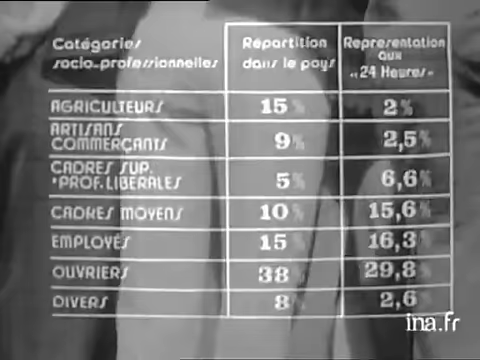 Catégories socio-professionnelles
Répartition dans le pays
Représentation aux "24 Heures"
AGRICULTEURS 15% 2%
ARTISANS COMMERÇANTS 9% 2,5%
CADRES SUP. • PROF. LIBERALES 5% 6,6%
CADRES MOYENS 10% 15,6%
EMPLOYÉS 15% 16,3%
OUVRIERS 38% 29,8%
DIVERS 8% 2,6%
ina.fr